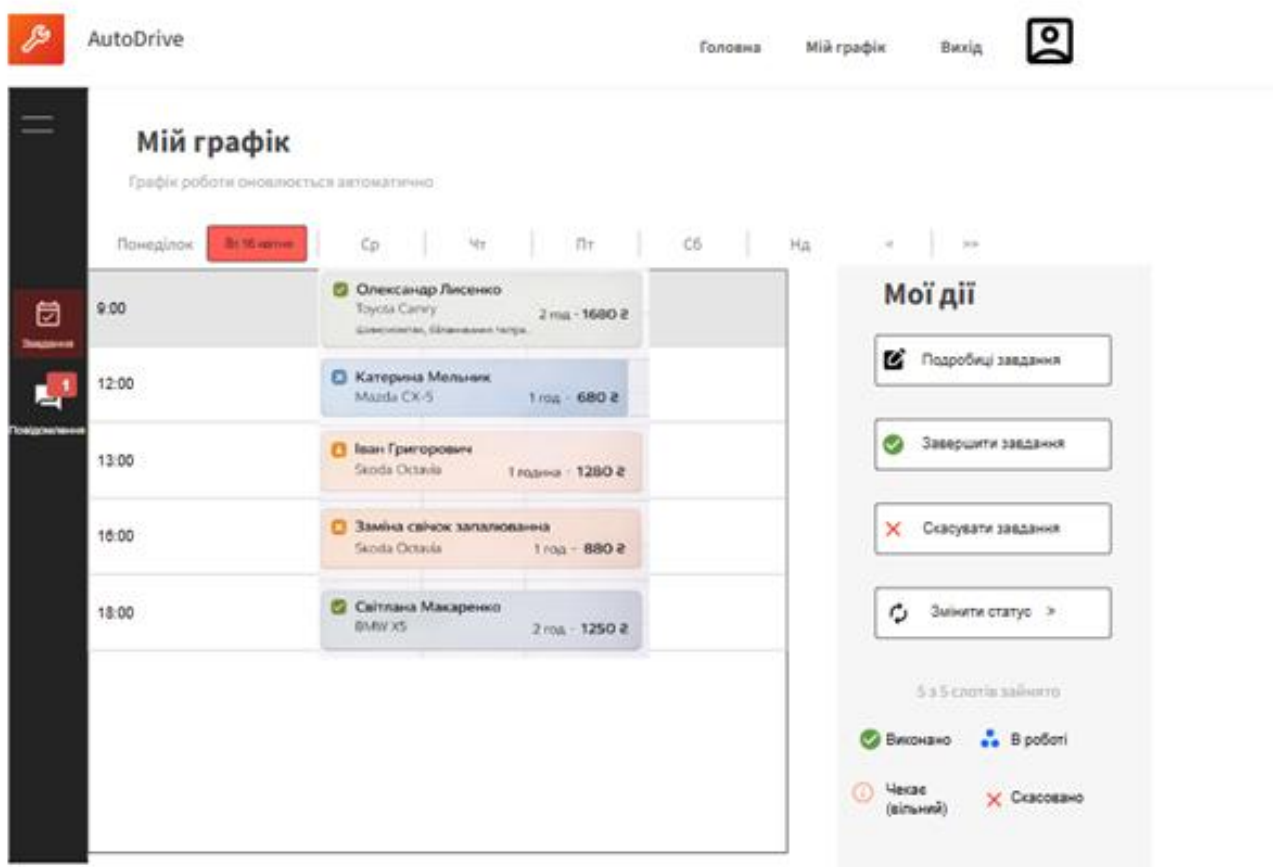 AutoDrive
Головна Мій графік Вихід
Мій графік
Графік роботи оновлюється автоматично
Понеділок Вт 16 квітня Ср Чт Пт Сб Нд < >>
9:00
Олександр Лисенко
Toyota Camry
2 год - 1680 ₴
12:00
Катерина Мельник
Mazda CX-5 1 год - 680 ₴
13:00
Іван Григорович
Skoda Octavia 1 година - 1280 ₴
16:00
Заміна свічок запалюванна
Skoda Octavia 1 год - 880 ₴
18:00
Світлана Макаренко
BMW X5 2 год - 1250 ₴
Завдання
1
Повідомлення
Мої дії
Подробиці завдання
Завершити завдання
Скасувати завдання
Змінити статус >
5 з 5 слотів зайнято
Виконано В роботі
Чекає
(вільний)
Скасовано